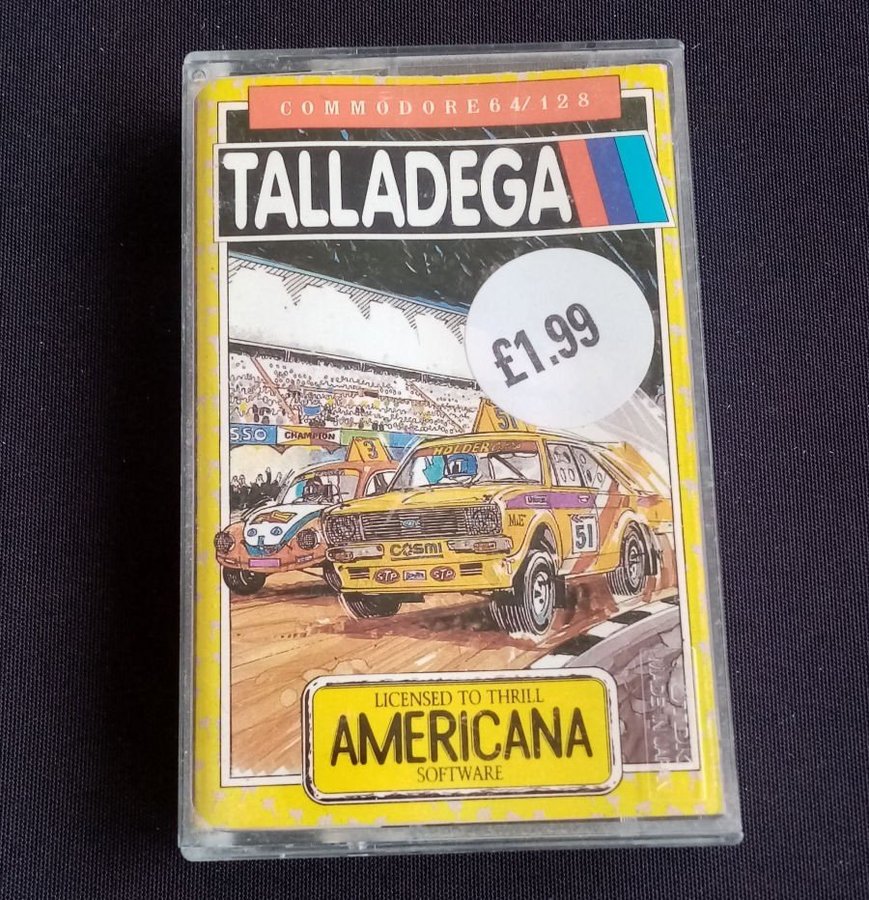 COMMODORE 64/128
TALLADEGA
£1.99
51
SSO CHAMPION
3
HOLDER
M&E
51
COSMI
STP STP
LICENSED TO THRILL
AMERICANA
SOFTWARE